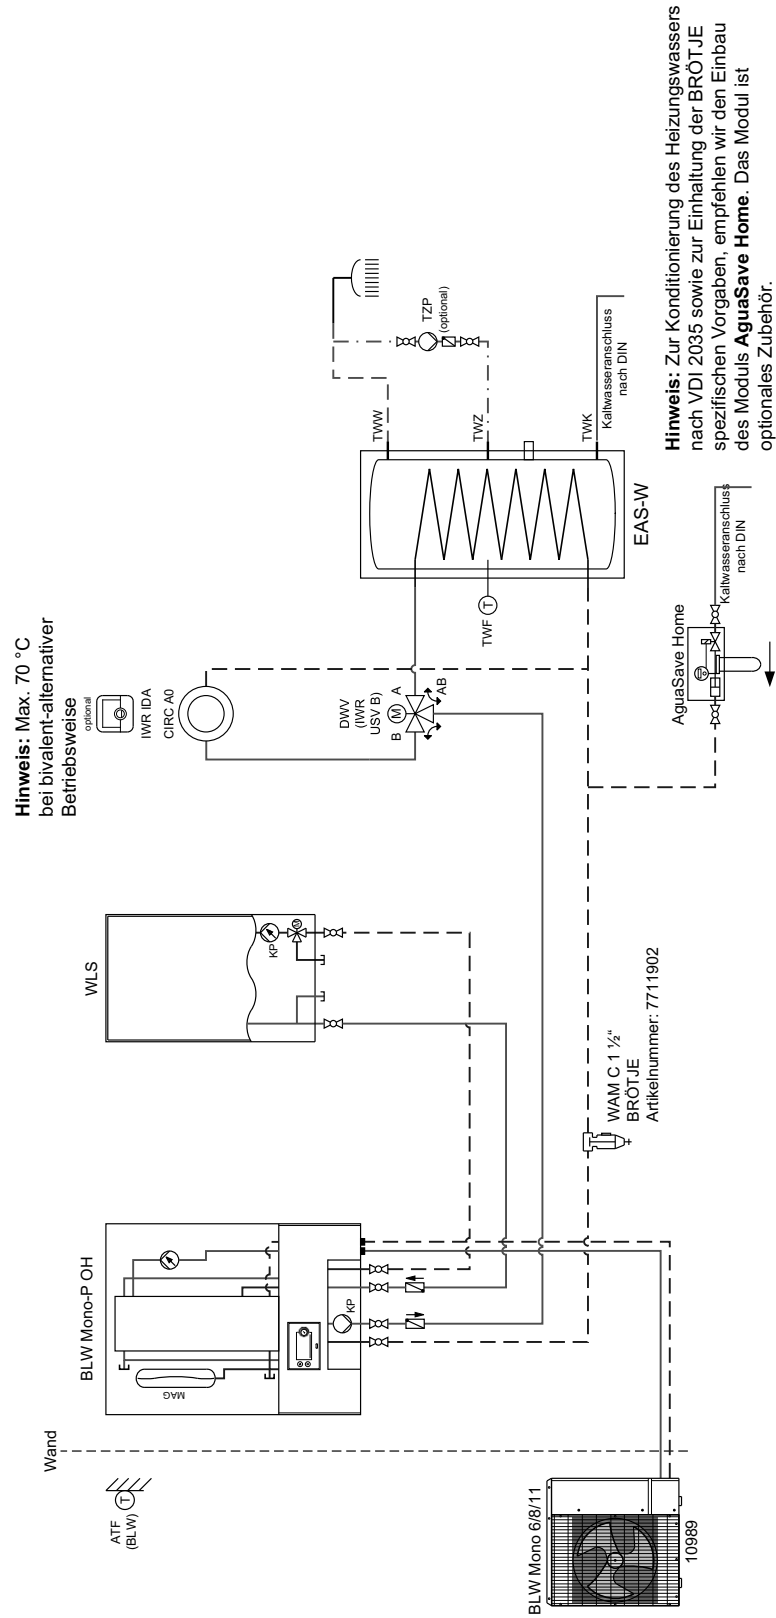 Wand
ATF
(BLW)
T
BLW Mono 6/8/11
10989
BLW Mono-P OH
MAG
KP
WLS
KP
M
WAM C 1 ½“
BRÖTJE
Artikelnummer: 7711902
Hinweis: Max. 70 °C
bei bivalent-alternativer
Betriebsweise
optional
IWR IDA
CIRC A0
DWV
(IWR
USV B)
B
M
A
AB
TWF
T
EAS-W
TWW
TWZ
TWK
TZP
(optional)
Kaltwasseranschluss
nach DIN
AguaSave Home
Kaltwasseranschluss
nach DIN
Hinweis: Zur Konditionierung des Heizungswassers
nach VDI 2035 sowie zur Einhaltung der BRÖTJE
spezifischen Vorgaben, empfehlen wir den Einbau
des Moduls AguaSave Home. Das Modul ist
optionales Zubehör.